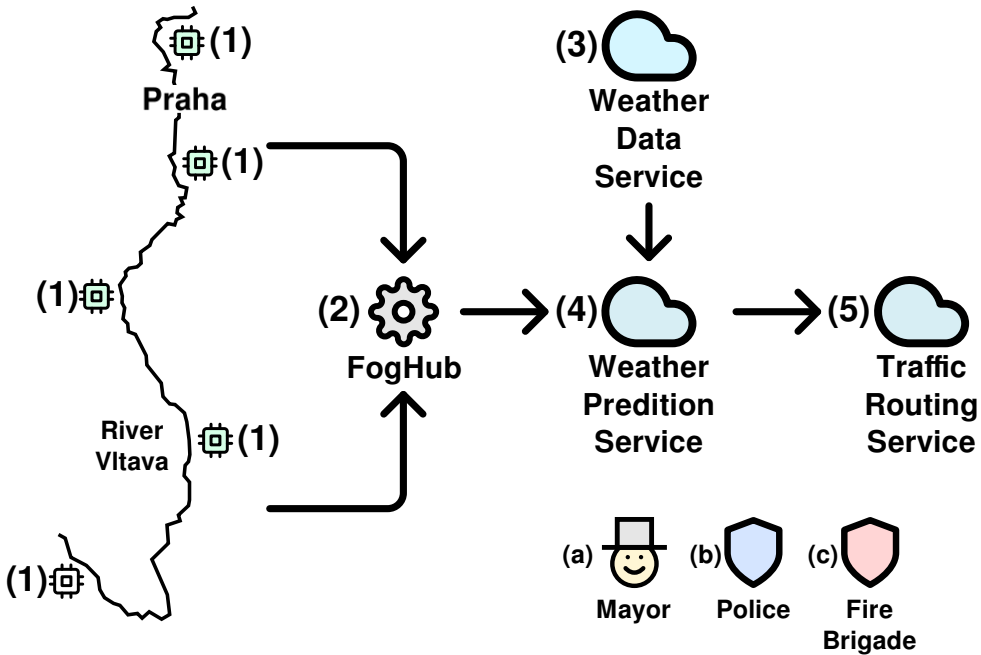 (1)
Praha
(1)
(1)
River
Vltava
(1)
(1)
(2)
FogHub
(3)
Weather
Data
Service
(4)
Weather
Predition
Service
(5)
Traffic
Routing
Service
(a)
Mayor
(b)
Police
(c)
Fire
Brigade